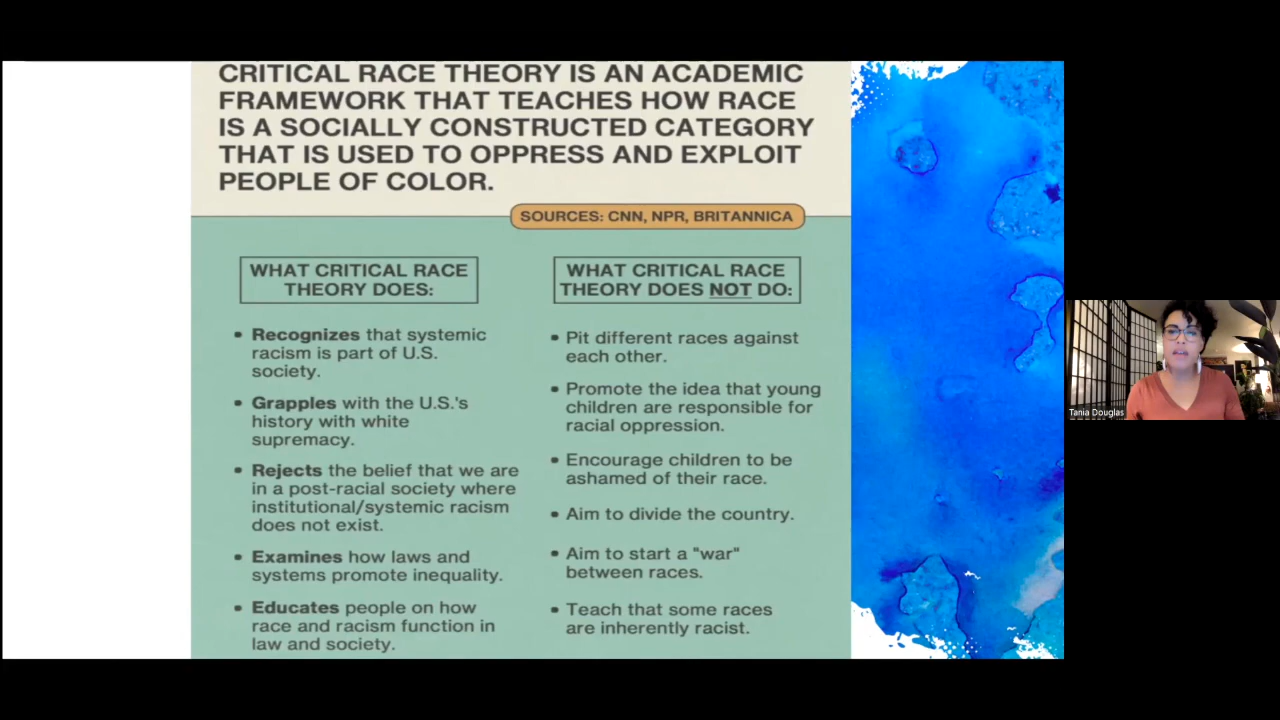 CRITICAL RACE THEORY IS AN ACADEMIC
FRAMEWORK THAT TEACHES HOW RACE
IS A SOCIALLY CONSTRUCTED CATEGORY
THAT IS USED TO OPPRESS AND EXPLOIT
PEOPLE OF COLOR.
SOURCES: CNN, NPR, BRITANNICA
WHAT CRITICAL RACE
THEORY DOES:
• Recognizes that systemic
racism is part of U.S.
society.
• Grapples with the U.S.'s
history with white
supremacy.
• Rejects the belief that we are
in a post-racial society where
institutional/systemic racism
does not exist.
• Examines how laws and
systems promote inequality.
• Educates people on how
race and racism function in
law and society.
WHAT CRITICAL RACE
THEORY DOES NOT DO:
• Pit different races against
each other.
• Promote the idea that young
children are responsible for
racial oppression.
• Encourage children to be
ashamed of their race.
• Aim to divide the country.
• Aim to start a "war"
between races.
• Teach that some races
are inherently racist.
Tania Douglas